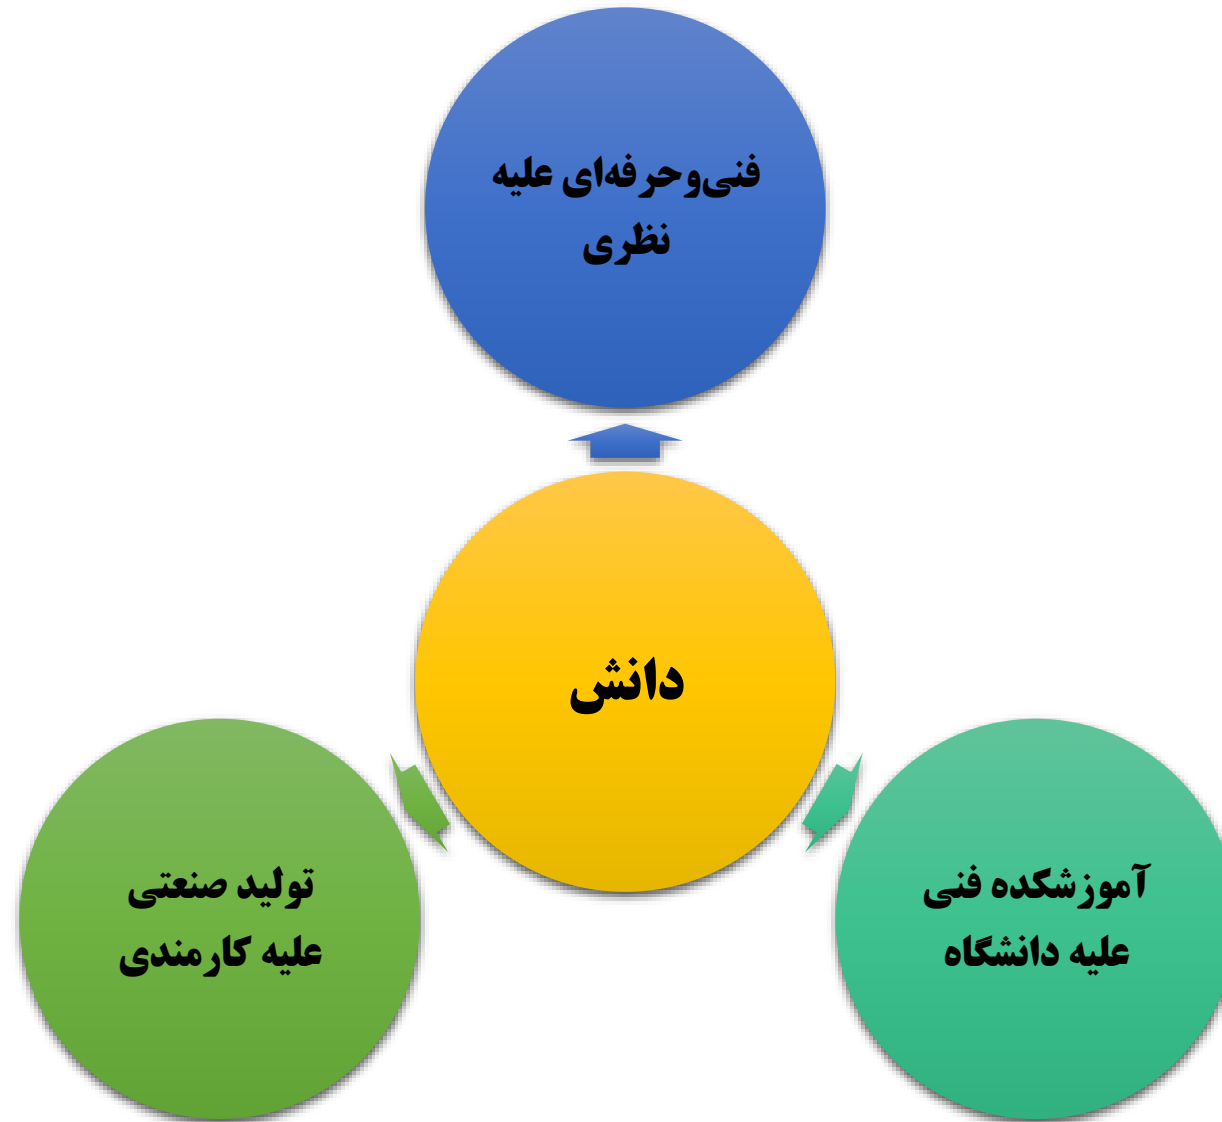 فنی‌وحرفه‌ای علیه
نظری
دانش
آموزشکده فنی
علیه دانشگاه
تولید صنعتی
علیه کارمندی